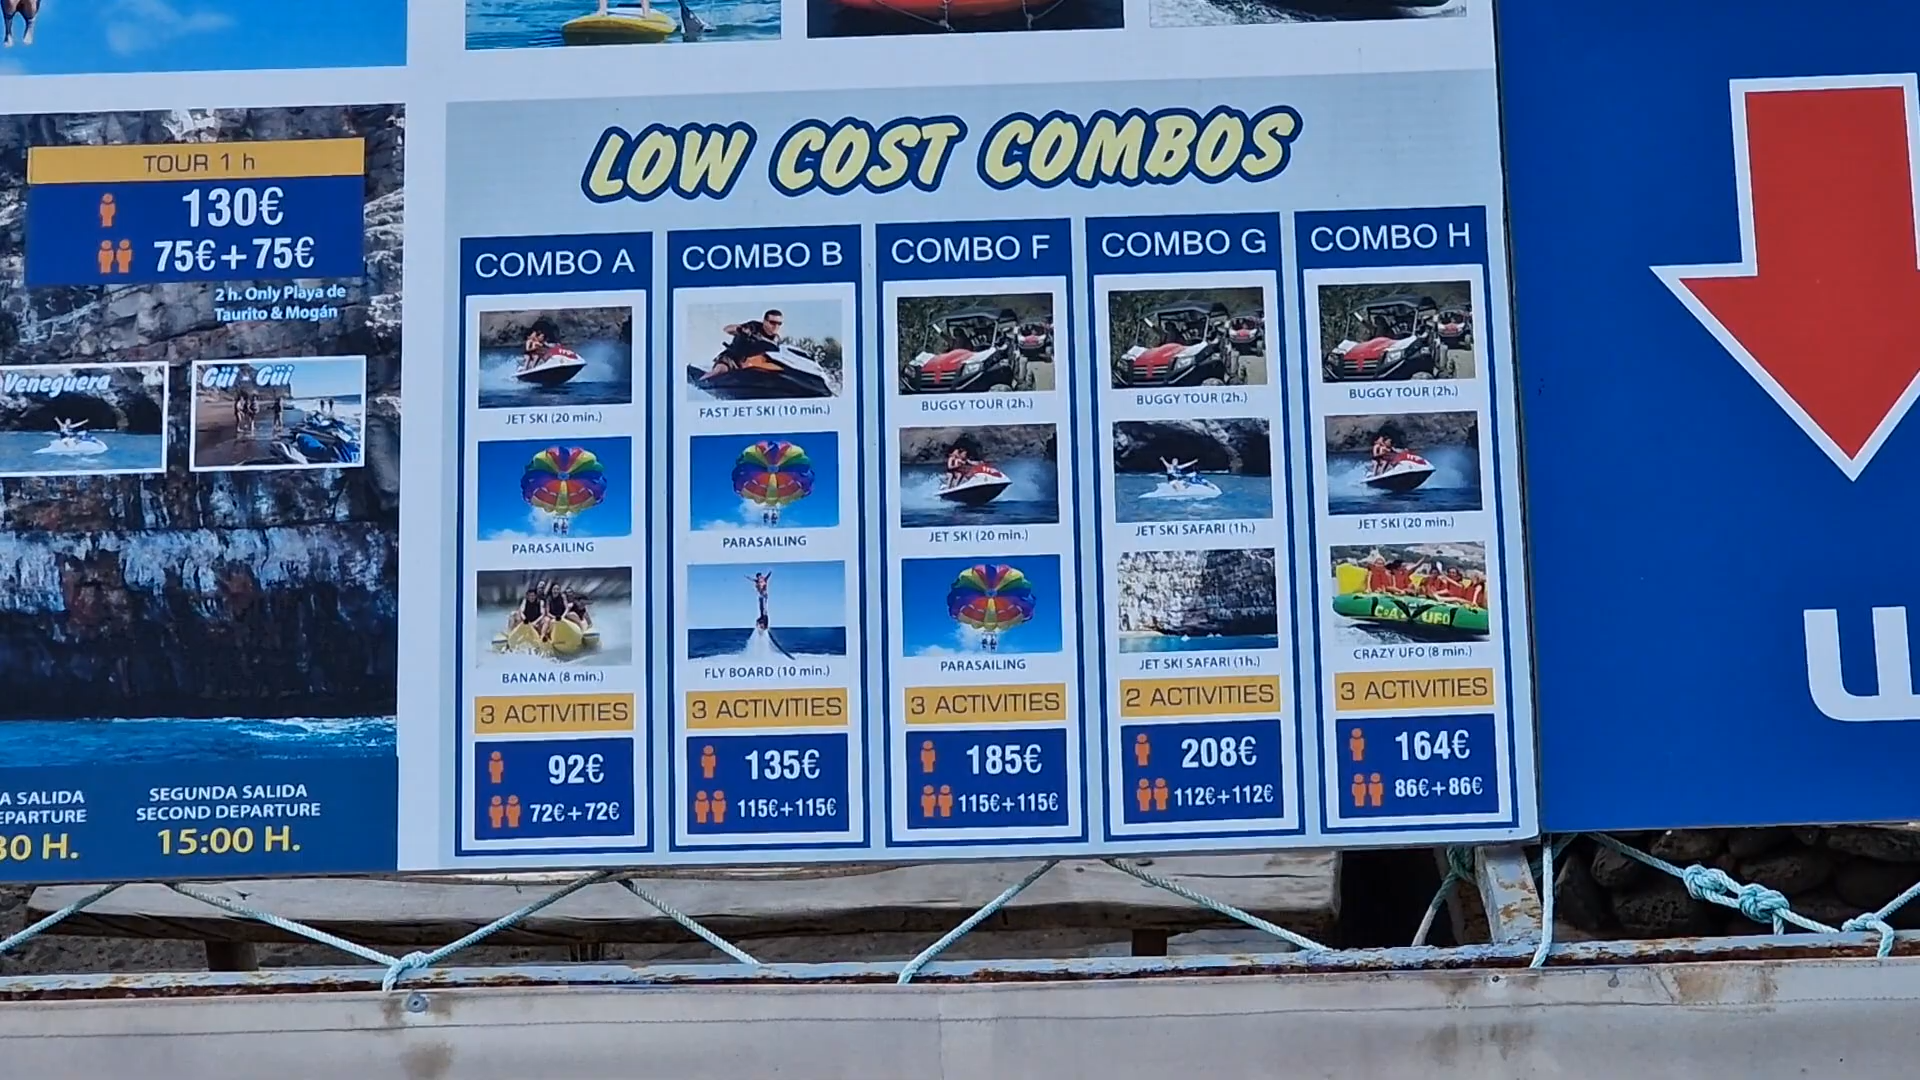 TOUR 1 h
130€
75€+75€
2 h. Only Playa de
Taurito & Mogán
Veneguera
Güi - Güi
A SALIDA
EPARTURE
30 H.
SEGUNDA SALIDA
SECOND DEPARTURE
15:00 H.
LOW COST COMBOS
COMBO A
JET SKI (20 min.)
PARASAILING
BANANA (8 min.)
3 ACTIVITIES
92€
72€+72€
COMBO B
FAST JET SKI (10 min.)
PARASAILING
FLY BOARD (10 min.)
3 ACTIVITIES
135€
115€+115€
COMBO F
BUGGY TOUR (2h.)
JET SKI (20 min.)
PARASAILING
3 ACTIVITIES
185€
115€+115€
COMBO G
BUGGY TOUR (2h.)
JET SKI SAFARI (1h.)
JET SKI SAFARI (1h.)
2 ACTIVITIES
208€
112€+112€
COMBO H
BUGGY TOUR (2h.)
JET SKI (20 min.)
CRAZY UFO (8 min.)
3 ACTIVITIES
164€
86€+86€